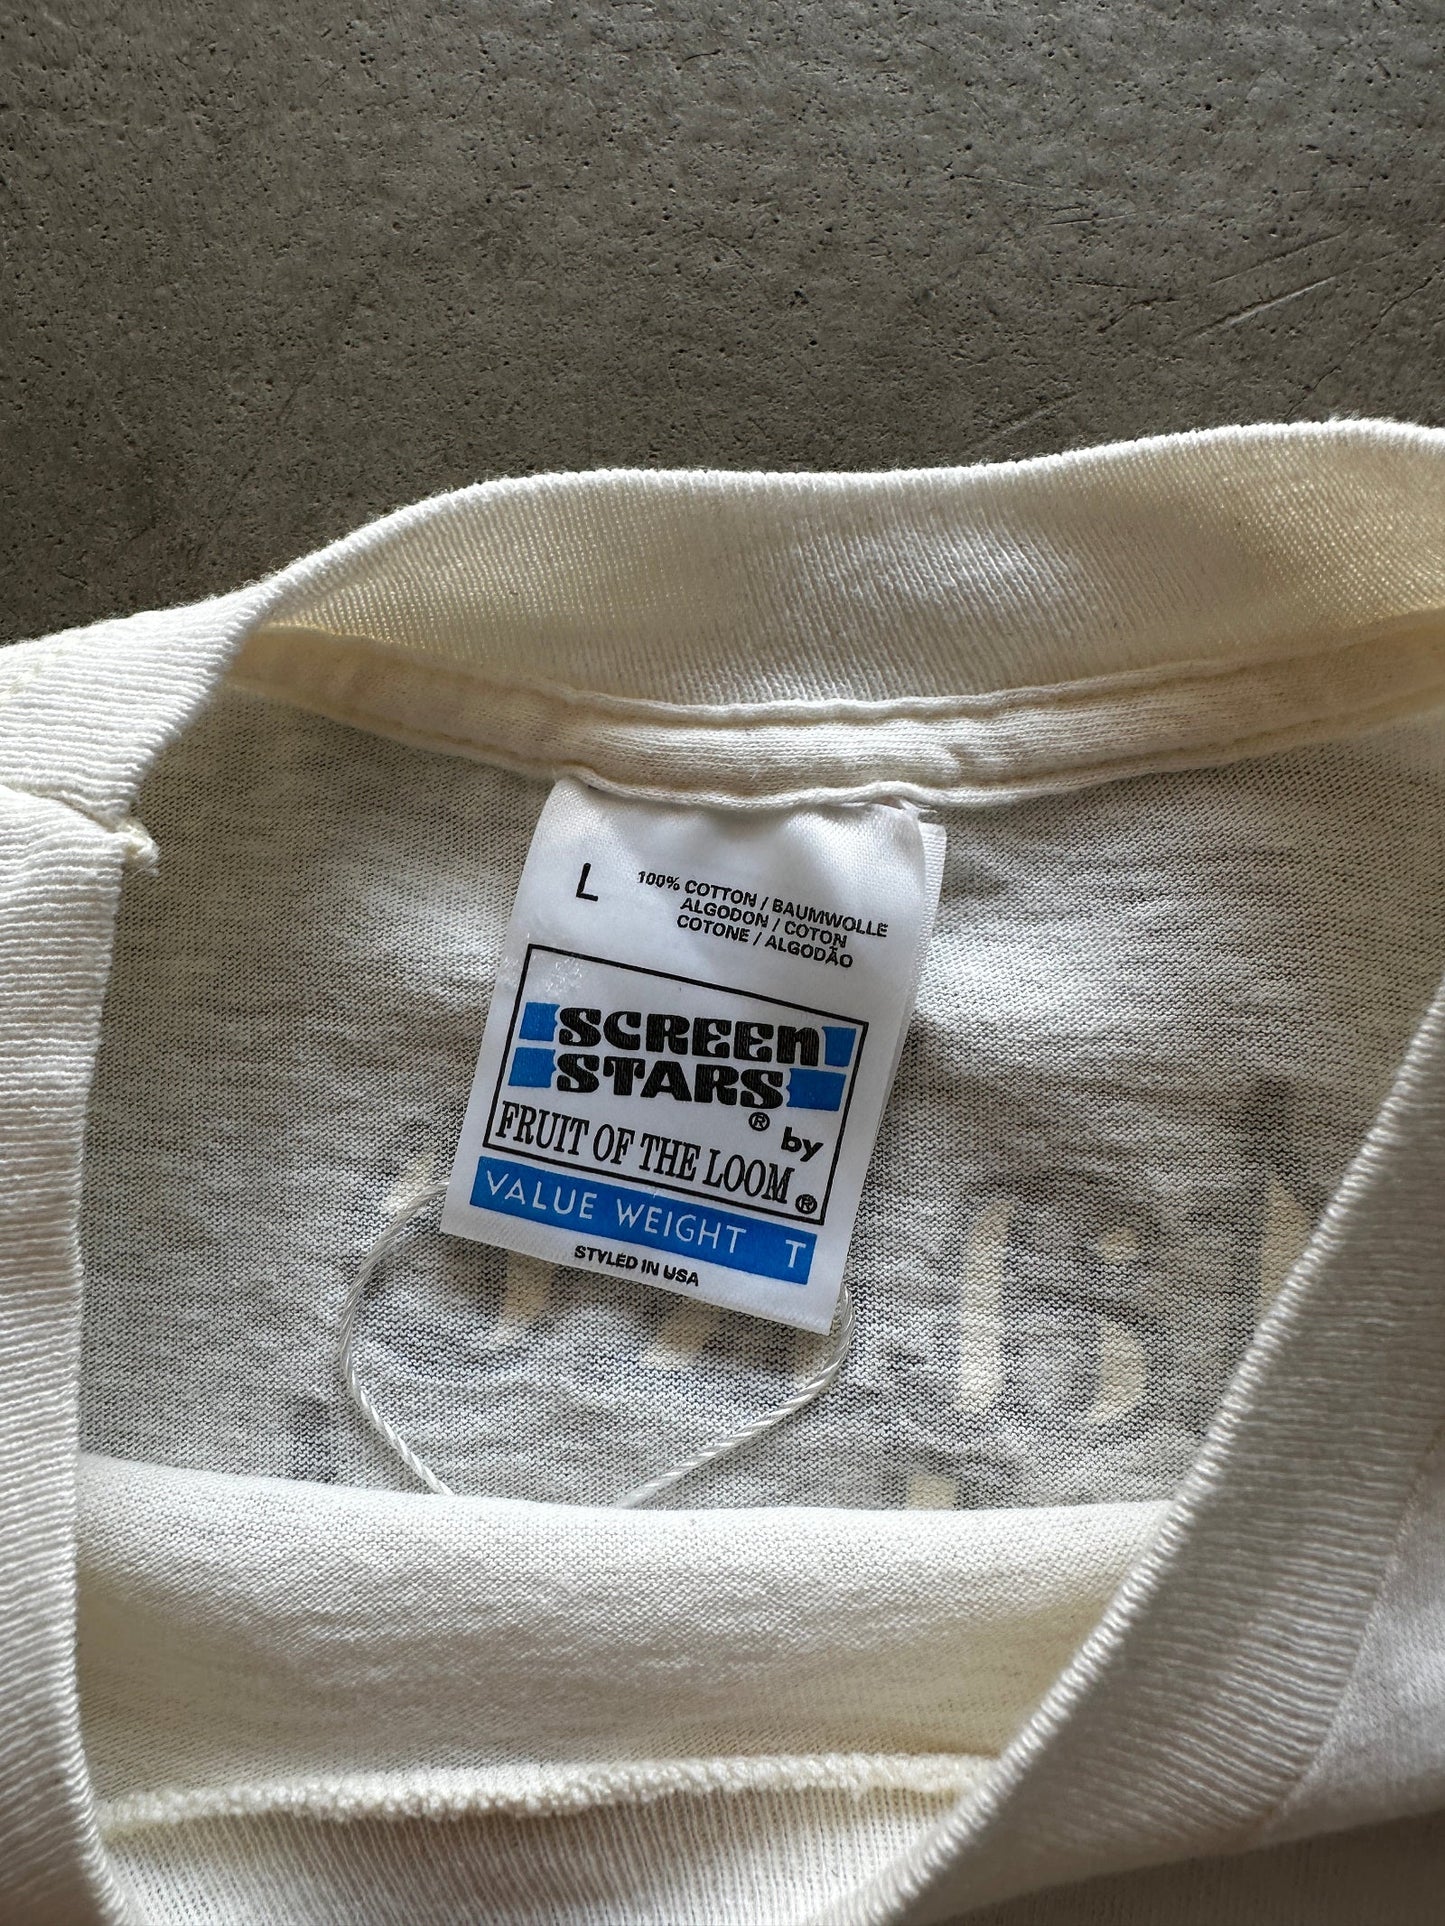 L
100% COTTON / BAUMWOLLE
ALGODON / COTON
COTONE / ALGODÃO
SCREEN
STARS® by
FRUIT OF THE LOOM®
VALUE WEIGHT T
STYLED IN USA